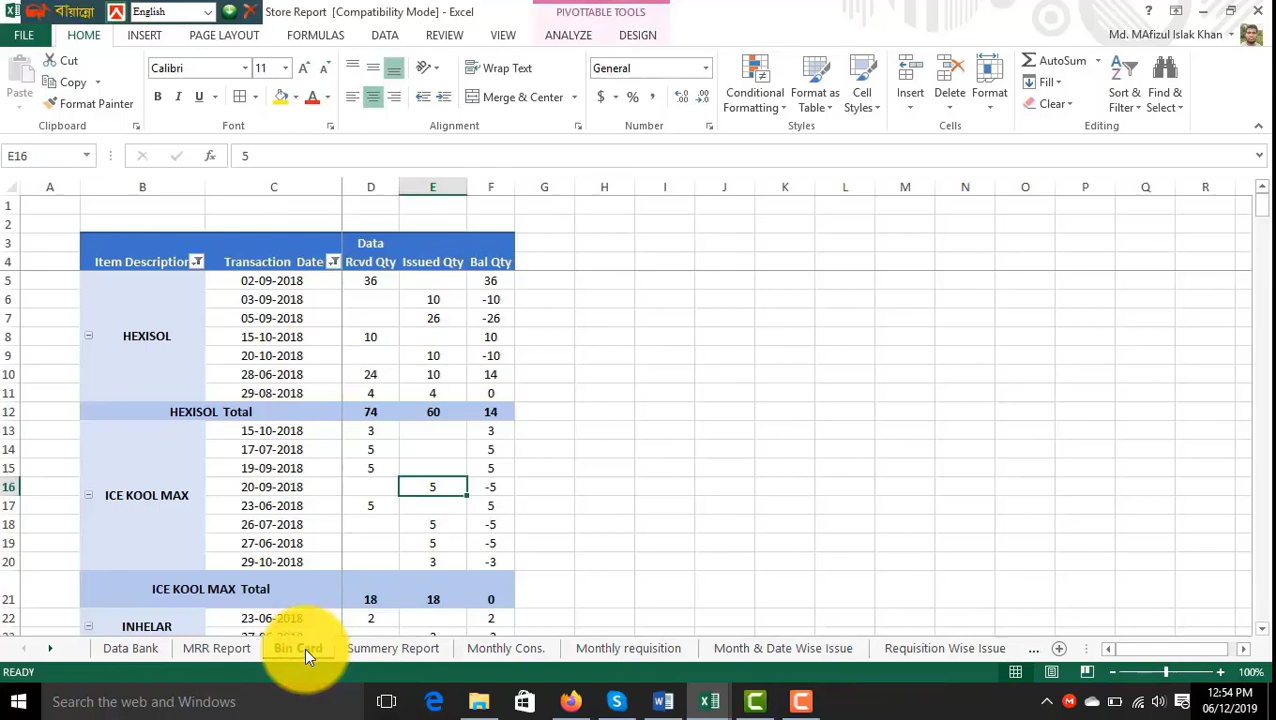 বায়ান্নো English Store Report [Compatibility Mode] - Excel PIVOTTABLE TOOLS ?
FILE HOME INSERT PAGE LAYOUT FORMULAS DATA REVIEW VIEW ANALYZE DESIGN Md. MAfizul Islak Khan
Paste Cut Copy Format Painter
Calibri 11 B I U A A A
Wrap Text Merge & Center
General $ % ,
Conditional Formatting Format as Table Cell Styles
Insert Delete Format
AutoSum Fill Clear Sort & Filter Find & Select
Clipboard Font Alignment Number Styles Cells Editing
E16 fx 5
A B C D E F G H I J K L M N O P Q R
1
2
3 Data
4 Item Description Transaction Date Rcvd Qty Issued Qty Bal Qty
5 02-09-2018 36 36
6 03-09-2018 10 -10
7 05-09-2018 26 -26
8 HEXISOL 15-10-2018 10 10
9 20-10-2018 10 -10
10 28-06-2018 24 10 14
11 29-08-2018 4 4 0
12 HEXISOL Total 74 60 14
13 15-10-2018 3 3
14 17-07-2018 5 5
15 19-09-2018 5 5
16 ICE KOOL MAX 20-09-2018 5 -5
17 23-06-2018 5 5
18 26-07-2018 5 -5
19 27-06-2018 5 -5
20 29-10-2018 3 -3
21 ICE KOOL MAX Total 18 18 0
22 INHELAR 23-06-2018 2 2
Data Bank MRR Report Bin Card Summery Report Monthly Cons. Monthly requisition Month & Date Wise Issue Requisition Wise Issue ...
READY 100%
Search the web and Windows 12:54 PM
06/12/2019